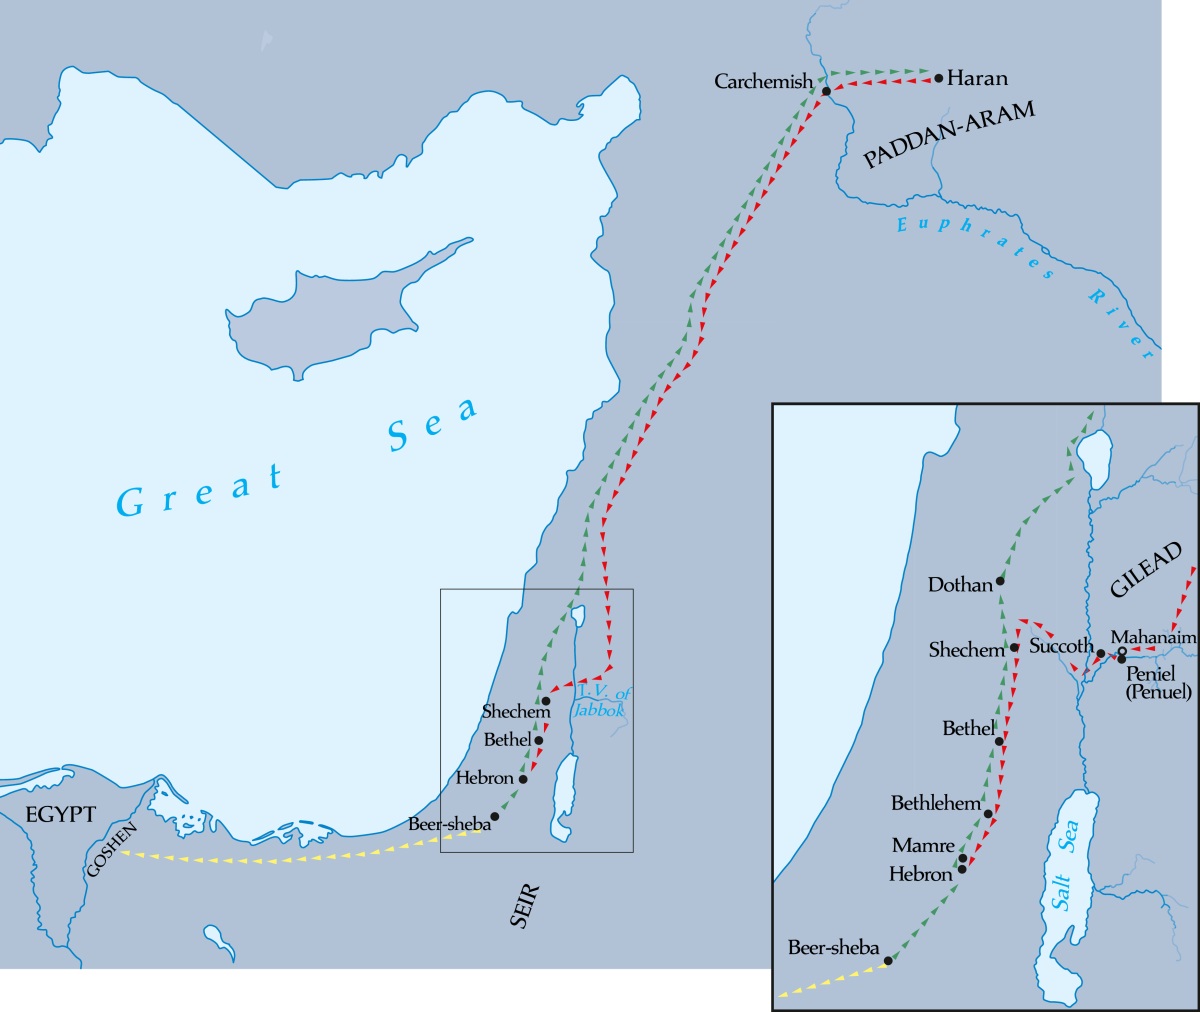 Carchemish
Haran
PADDAN-ARAM
Euphrates River
Great Sea
T.V. of
Jabbok
Shechem
Bethel
Hebron
Beer-sheba
EGYPT
GOSHEN
SEIR
GILEAD
Dothan
Shechem
Succoth
Mahanaim
Peniel
(Penuel)
Bethel
Bethlehem
Mamre
Hebron
Salt Sea
Beer-sheba